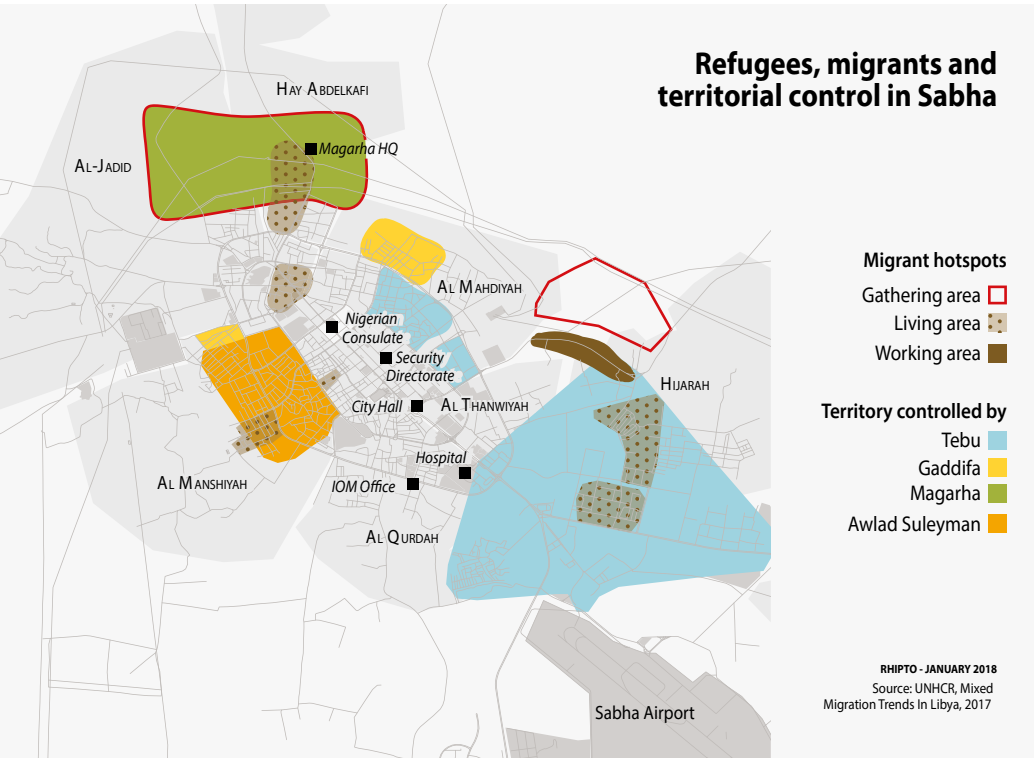 Refugees, migrants and
territorial control in Sabha
HAY ABDELKAFI
AL-JADID
Magarha HQ
AL MAHDIYAH
Nigerian
Consulate
Security
Directorate
HIJARAH
City Hall
AL THANWIYAH
Hospital
AL MANSHIYAH
IOM Office
AL QURDAH
Sabha Airport
Migrant hotspots
Gathering area
Living area
Working area
Territory controlled by
Tebu
Gaddifa
Magarha
Awlad Suleyman
RHIPTO - JANUARY 2018
Source: UNHCR, Mixed
Migration Trends In Libya, 2017